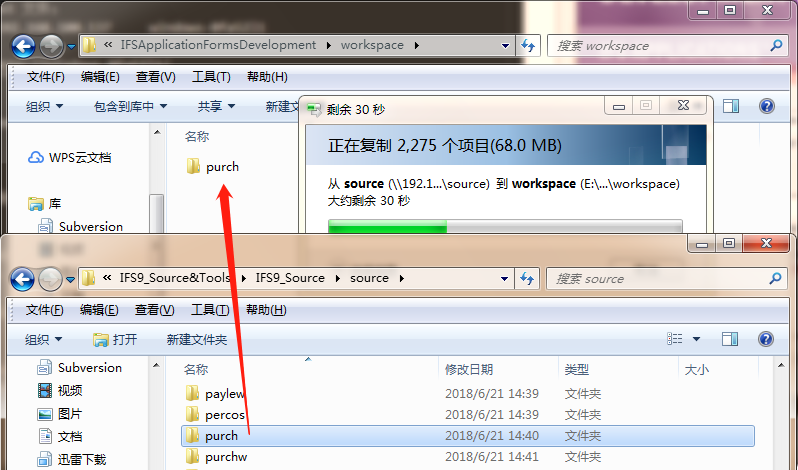 « IFSApplicationFormsDevelopment ▸ workspace ▸
搜索 workspace
文件(F) 编辑(E) 查看(V) 工具(T) 帮助(H)
组织 ▼ 包含到库中 ▼ 共享 ▼ 新建文
名称
WPS云文档
purch
库
Subversion
剩余 30 秒
正在复制 2,275 个项目(68.0 MB)
从 source (\\192.1...\source) 到 workspace (E:\...\workspace)
大约剩余 30 秒
« IFS9_Source&Tools ▸ IFS9_Source ▸ source ▸
搜索 source
文件(F) 编辑(E) 查看(V) 工具(T) 帮助(H)
组织 ▼ 打开 新建文件夹
名称 修改日期 类型 大小
Subversion
视频
图片
文档
迅雷下载
paylew 2018/6/21 14:39 文件夹
percos 2018/6/21 14:39 文件夹
purch 2018/6/21 14:40 文件夹
purchw 2018/6/21 14:41 文件夹